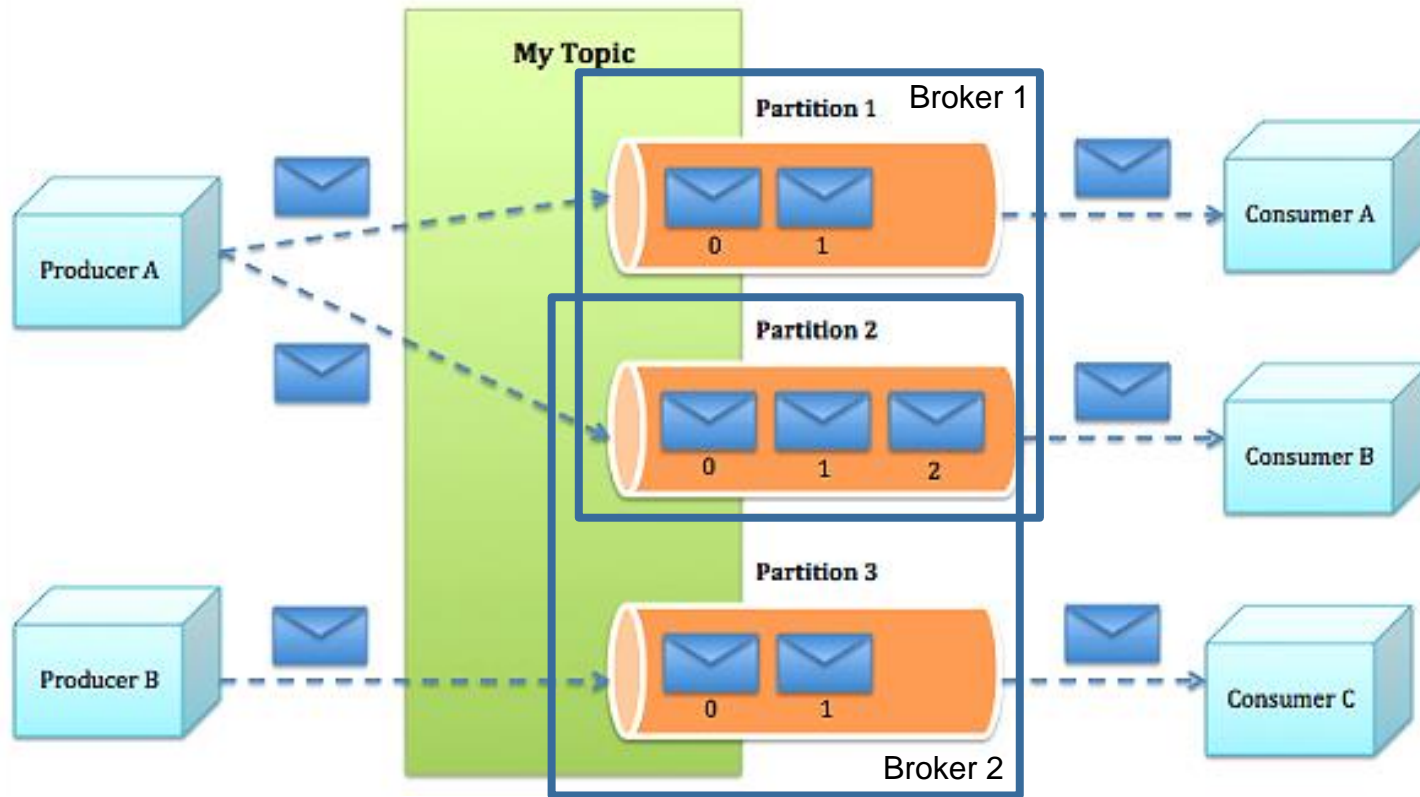 My Topic
Broker 1
Partition 1
0 1
Producer A
Consumer A
Partition 2
0 1 2
Consumer B
Partition 3
0 1
Producer B
Consumer C
Broker 2